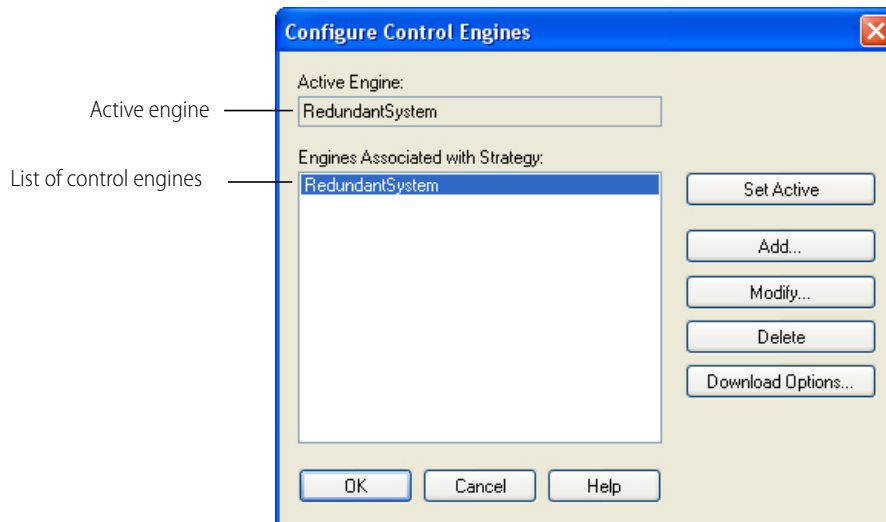 Configure Control Engines
Active Engine:
Active engine
RedundantSystem
Engines Associated with Strategy:
List of control engines
RedundantSystem
Set Active
Add...
Modify...
Delete
Download Options...
OK
Cancel
Help